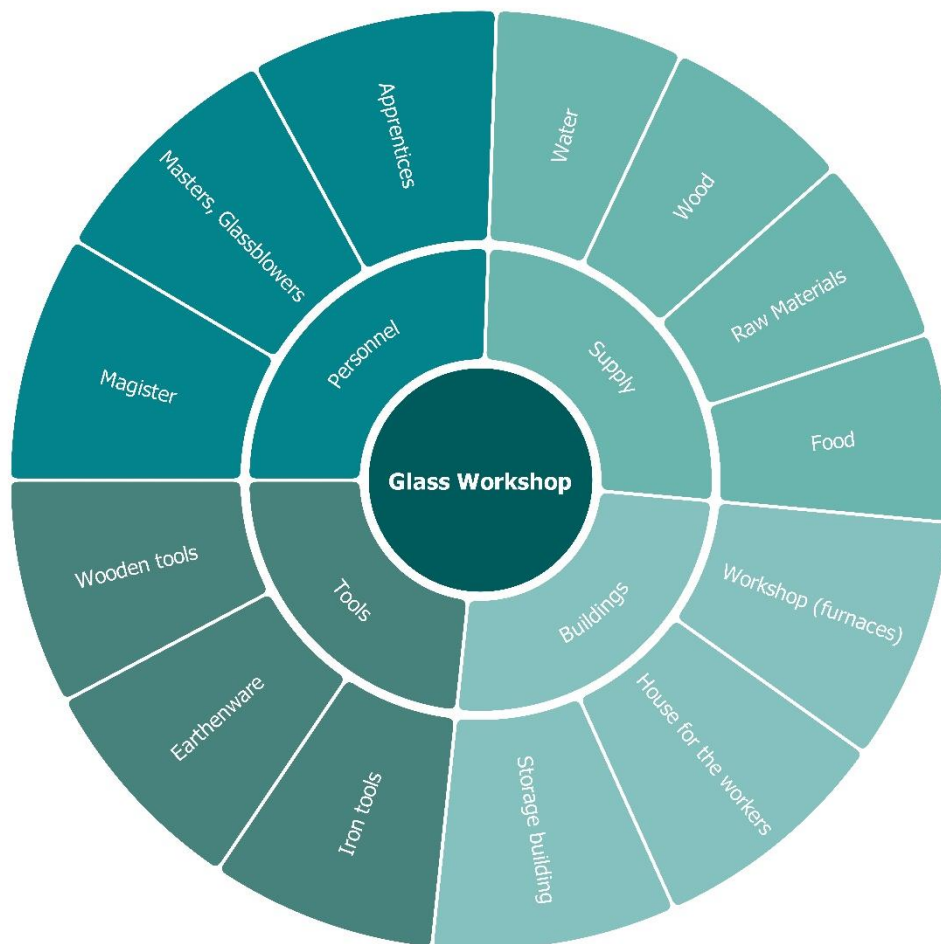 Glass Workshop
Supply
Water
Wood
Raw Materials
Food
Buildings
Workshop (furnaces)
House for the workers
Storage building
Tools
Iron tools
Earthenware
Wooden tools
Personnel
Magister
Masters, Glassblowers
Apprentices